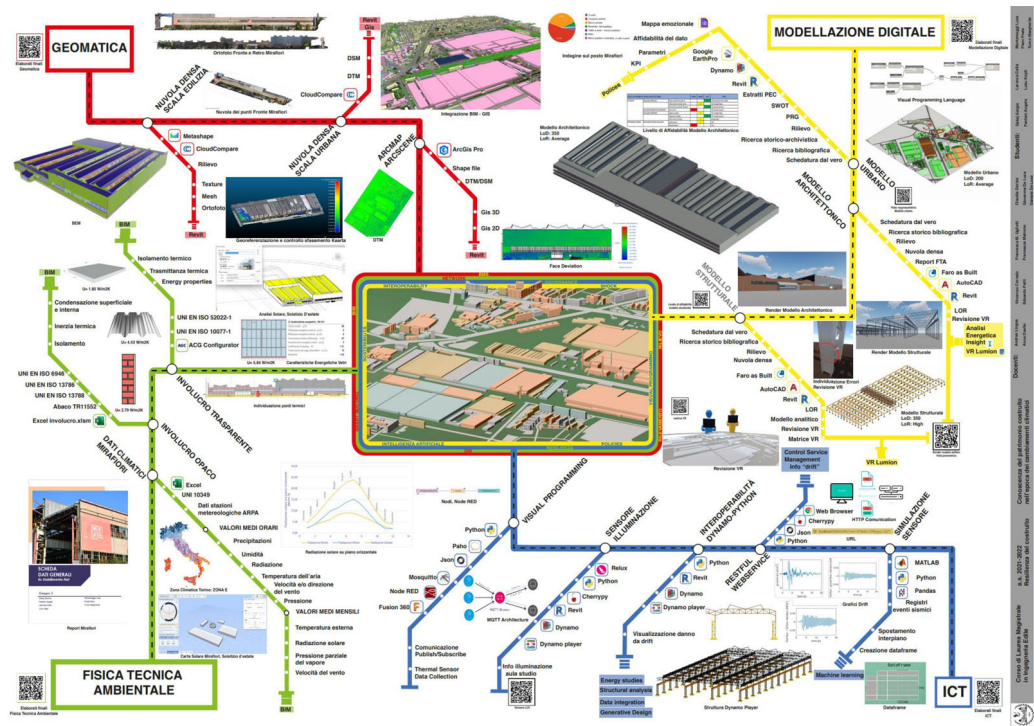 GEOMATICA
Elaborati finali
Geomatica
Ortofoto Fronte e Retro Mirafiori
Nuvola dei punti Fronte Mirafiori
NUVOLA DENSA
SCALA EDILIZIA
Revit
Gis
DSM
DTM
CloudCompare
NUVOLA DENSA
SCALA URBANA
Integrazione BIM - GIS
Metashape
CloudCompare
Rilievo
Texture
Mesh
Ortofoto
Revit
ARCMAP
ARCSCENE
ArcGis Pro
Shape file
DTM/DSM
Gis 3D
Gis 2D
Revit
Georeferenziazione e controllo sfasamento Kaarta
DTM
Face Deviation
MODELLAZIONE DIGITALE
Elaborati finali
Modellazione Digitale
Indagine sul posto Mirafiori
Mappa emozionale
Affidabilità del dato
Parametri
KPI
Polices
Google
EarthPro
Dynamo
Revit
Estratti PEC
SWOT
PRG
Rilievo
Ricerca storico-archivistica
Ricerca bibliografica
Schedatura dal vero
Livello di Affidabilità Modello Architettonico
Modello Architettonico
LoD: 350
LoR: Average
Visual Programming Language
MODELLO
URBANO
Modello Urbano
LoD: 200
LoR: Average
MODELLO
ARCHITETTONICO
Schedatura dal vero
Ricerca storico bibliografica
Rilievo
Nuvola densa
Report FTA
Faro as Built
AutoCAD
Revit
LOR
Revisione VR
Analisi
Energetica
Insight
VR Lumion
MODELLO
STRUTTURALE
Render Modello Architettonico
Render Modello Strutturale
Schedatura dal vero
Ricerca storico bibliografica
Rilievo
Nuvola densa
Faro as Built
AutoCAD
Revit
LOR
Modello analitico
Revisione VR
Matrice VR
VR Lumion
Individuazione Errori
Revisione VR
Modello Strutturale
LoD: 350
LoR: High
Revisione VR
NETWORK
INTEROPERABILITY
SHOCK
INTELLIGENZA ARTIFICIALE
POLICIES
BEM
BIM
Isolamento termico
Trasmittanza termica
Energy properties
UNI EN ISO 52022-1
UNI EN ISO 10077-1
ACG Configurator
INVOLUCRO TRASPARENTE
Analisi Solare, Solstizio D'estate
Caratteristiche Energetiche Vetri
Individuazione ponti termici
BIM
Condensazione superficiale
e interna
Inerzia termica
Isolamento
UNI EN ISO 6946
UNI EN ISO 13786
UNI EN ISO 13788
Abaco TR11552
Excel involucro.xlsm
INVOLUCRO OPACO
DATI CLIMATICI
MIRAFIORI
Excel
UNI 10349
Dati stazioni
metereologiche ARPA
VALORI MEDI ORARI
Precipitazioni
Umidità
Radiazione
Temperatura dell'aria
Velocità e/o direzione
del vento
Pressione
VALORI MEDI MENSILI
Temperatura esterna
Radiazione solare
Pressione parziale
del vapore
Velocità del vento
BIM
SCHEDA
DATI GENERALI
Report Mirafiori
Zona Climatica Torino: ZONA E
Carta Solare Mirafiori, Solstizio d'estate
Radiazione solare su piano orizzontale
FISICA TECNICA
AMBIENTALE
Elaborati finali
Fisica Tecnica Ambientale
Nodi, Node RED
VISUAL PROGRAMMING
Python
Paho
Json
Mosquitto
Node RED
Fusion 360
Comunicazione
Publish/Subscribe
Thermal Sensor
Data Collection
MQTT Architecture
SENSORE
ILLUMINAZIONE
Relux
Python
Cherrypy
Revit
Dynamo
Dynamo player
Info illuminazione
aula studio
INTEROPERABILITÀ
DYNAMO-PYTHON
Python
Revit
Dynamo
Dynamo player
Visualizzazione danno
da drift
Energy studies
Structural analysis
Data integration
Generative Design
Struttura Dynamo Player
Control Service
Management
Info "drift"
Web Browser
Cherrypy
Json
Python
RESTFUL
WEBSERVICE
HTTP Comunication
URL
SIMULAZIONE
SENSORE
MATLAB
Python
Pandas
Registri
eventi sismici
Spostamento
interpiano
Creazione dataframe
Machine learning
Grafici Drift
Dataframe
ICT
Elaborati finali
ICT
Studenti:
Docenti:
Conoscenza del patrimonio costruito
nell'epoca dei cambiamenti climatici
a.a. 2021-2022
Resilienza del costruito
Corso di Laurea Magistrale
in Ingegneria Edile